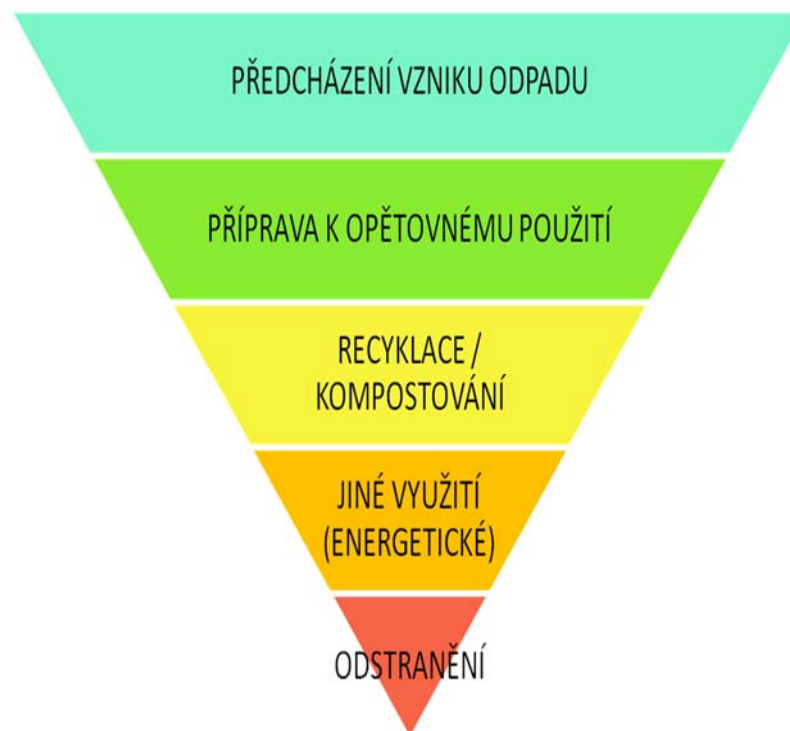 PŘEDCHÁZENÍ VZNIKU ODPADU
PŘÍPRAVA K OPĚTOVNÉMU POUŽITÍ
RECYKLACE /
KOMPOSTOVÁNÍ
JINÉ VYUŽITÍ
(ENERGETICKÉ)
ODSTRANĚNÍ